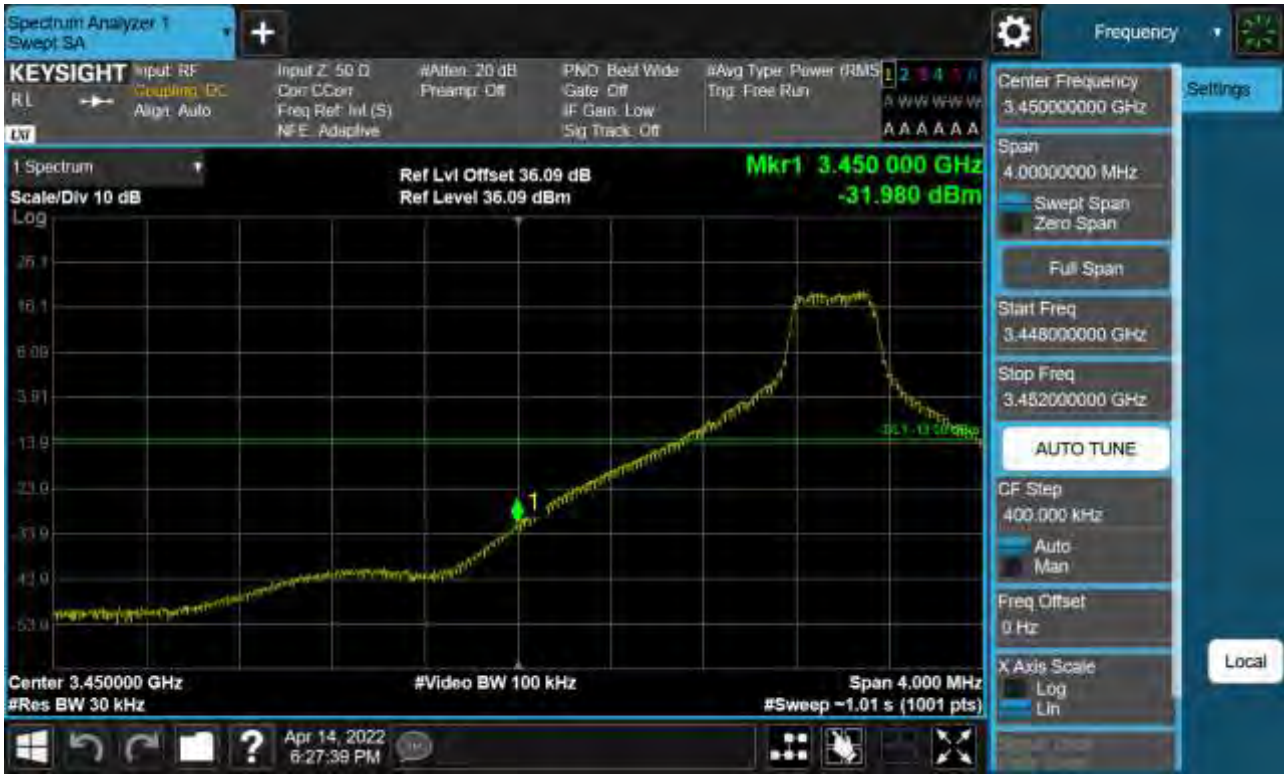 Spectrum Analyzer 1
Swept SA
Frequency
KEYSIGHT
RL
Input: RF
Coupling: DC
Align: Auto
Input Z: 50 Ω
Corr CCorr
Freq Ref: Int (S)
NFE: Adaptive
#Atten: 20 dB
Preamp: Off
PNO: Best Wide
Gate: Off
IF Gain: Low
Sig Track: Off
#Avg Type: Power (RMS
Trig: Free Run
1 2 3 4 5 6
A W W W W W
A A A A A A
1 Spectrum
Scale/Div 10 dB
Log
Ref Lvl Offset 36.09 dB
Ref Level 36.09 dBm
Mkr1 3.450 000 GHz
-31.980 dBm
26.1
16.1
6.09
-3.91
-13.9
-23.9
-33.9
-43.9
-53.9
1
Center 3.450000 GHz
#Res BW 30 kHz
#Video BW 100 kHz
Span 4.000 MHz
#Sweep ~1.01 s (1001 pts)
Center Frequency
3.450000000 GHz
Settings
Span
4.00000000 MHz
Swept Span
Zero Span
Full Span
Start Freq
3.448000000 GHz
Stop Freq
3.452000000 GHz
AUTO TUNE
CF Step
400.000 kHz
Auto
Man
Freq Offset
0 Hz
X Axis Scale
Log
Lin
Local
?
Apr 14, 2022
6:27:39 PM